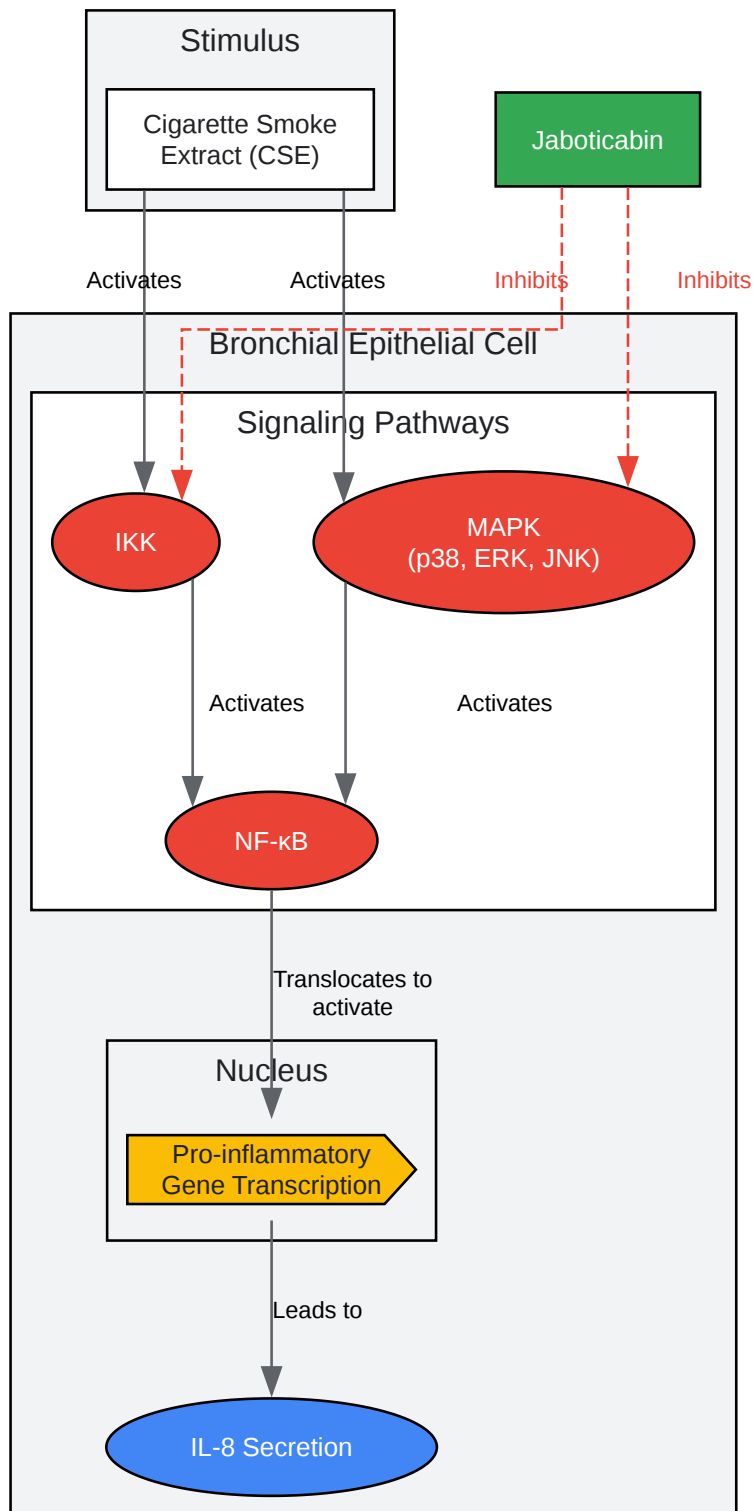 Stimulus
Cigarette Smoke
Extract (CSE)
Jaboticabin
Activates
Activates
Inhibits
Inhibits
Bronchial Epithelial Cell
Signaling Pathways
IKK
MAPK
(p38, ERK, JNK)
Activates
Activates
NF-κB
Translocates to
activate
Nucleus
Pro-inflammatory
Gene Transcription
Leads to
IL-8 Secretion